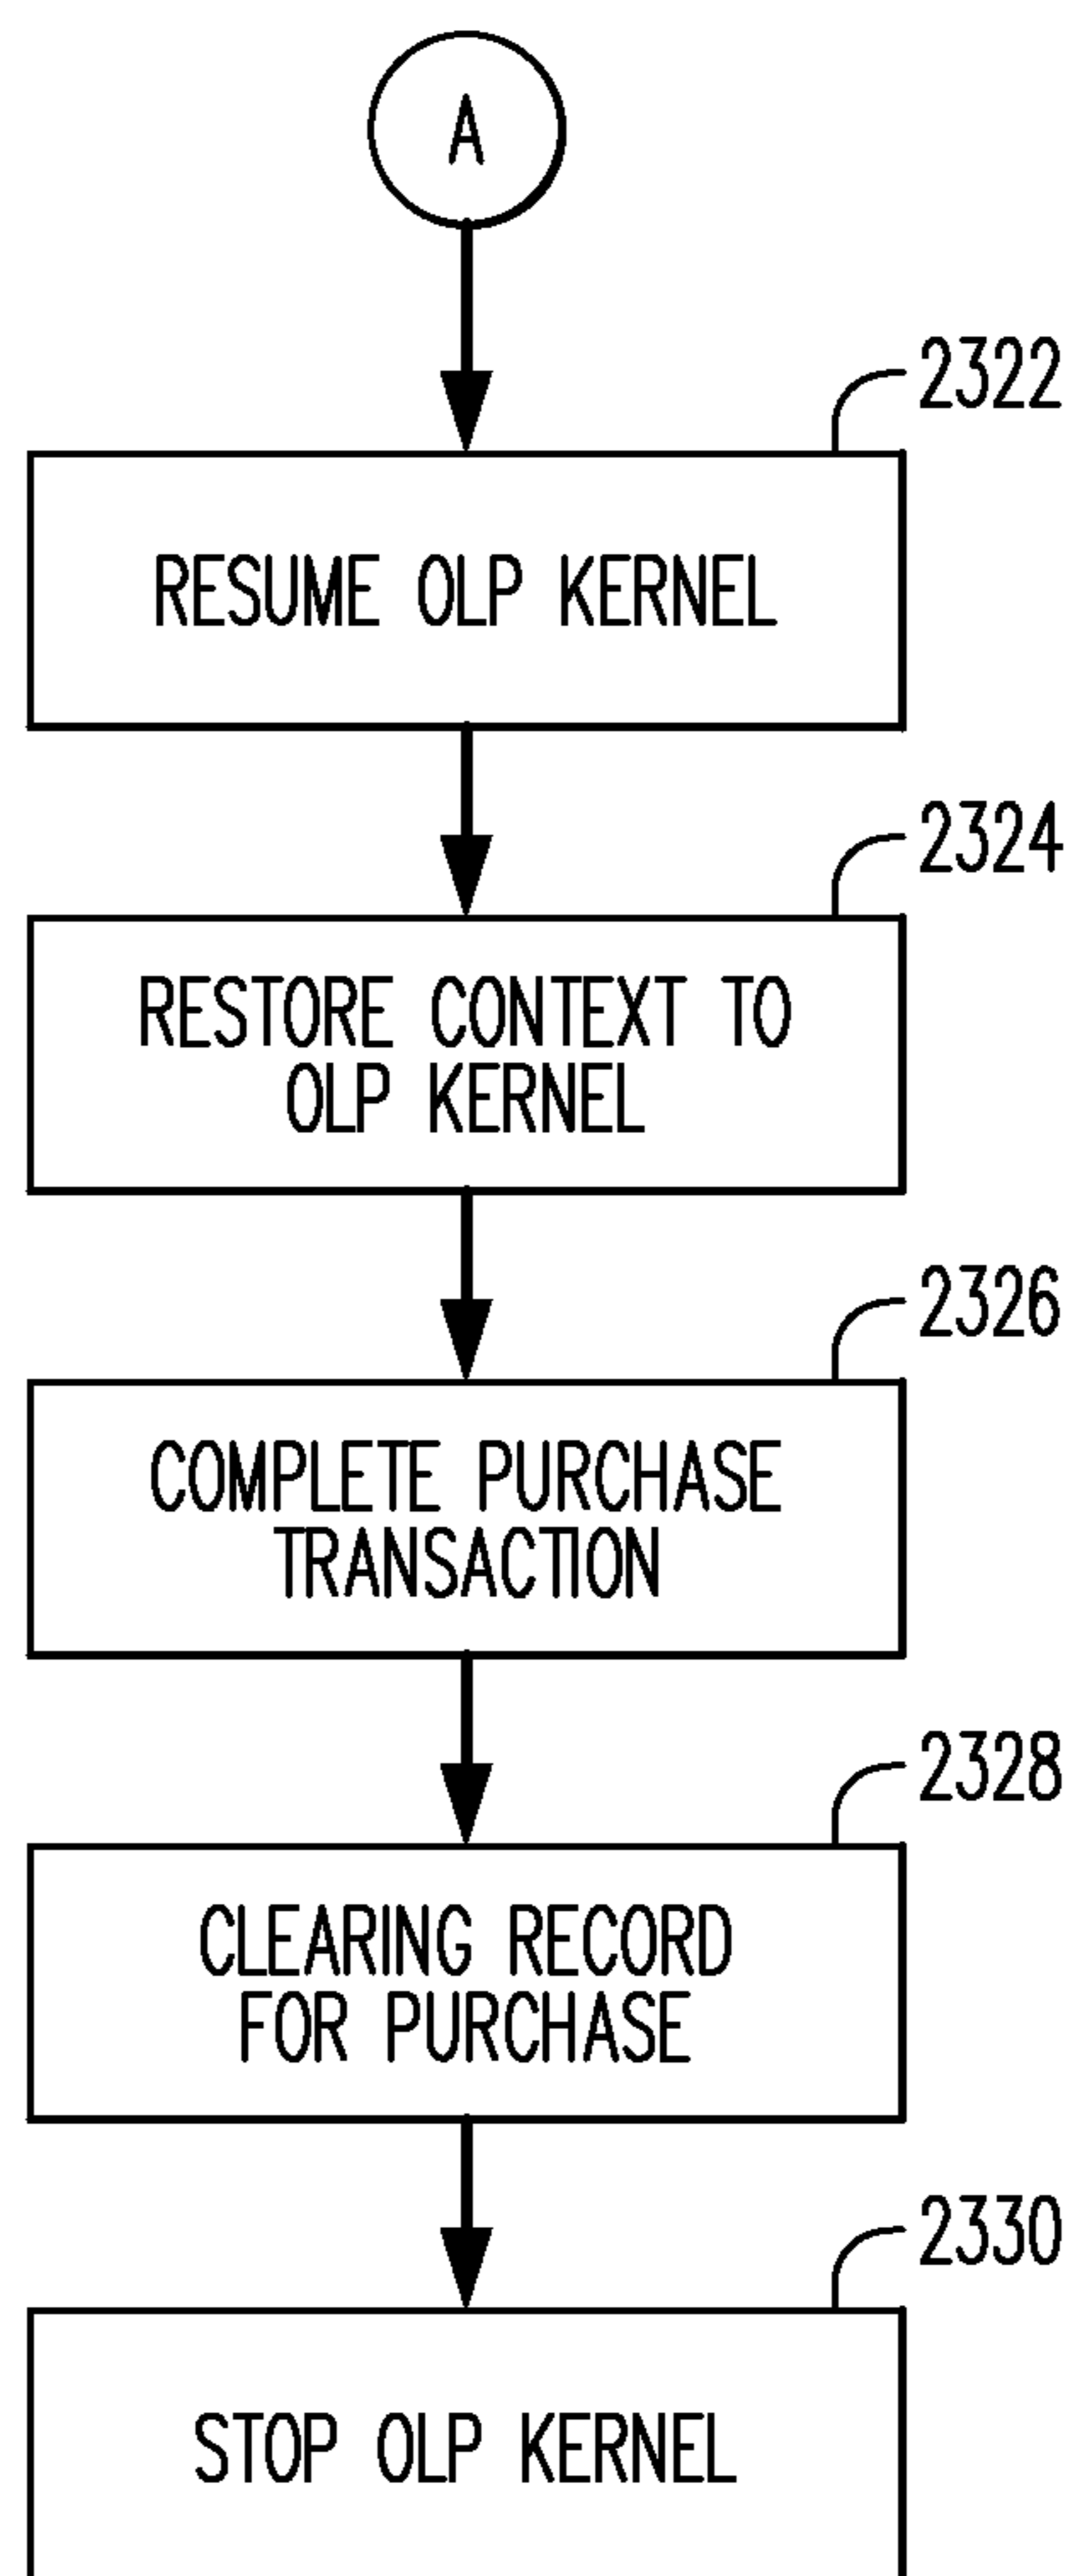 A
2322
RESUME OLP KERNEL
2324
RESTORE CONTEXT TO
OLP KERNEL
2326
COMPLETE PURCHASE
TRANSACTION
2328
CLEARING RECORD
FOR PURCHASE
2330
STOP OLP KERNEL